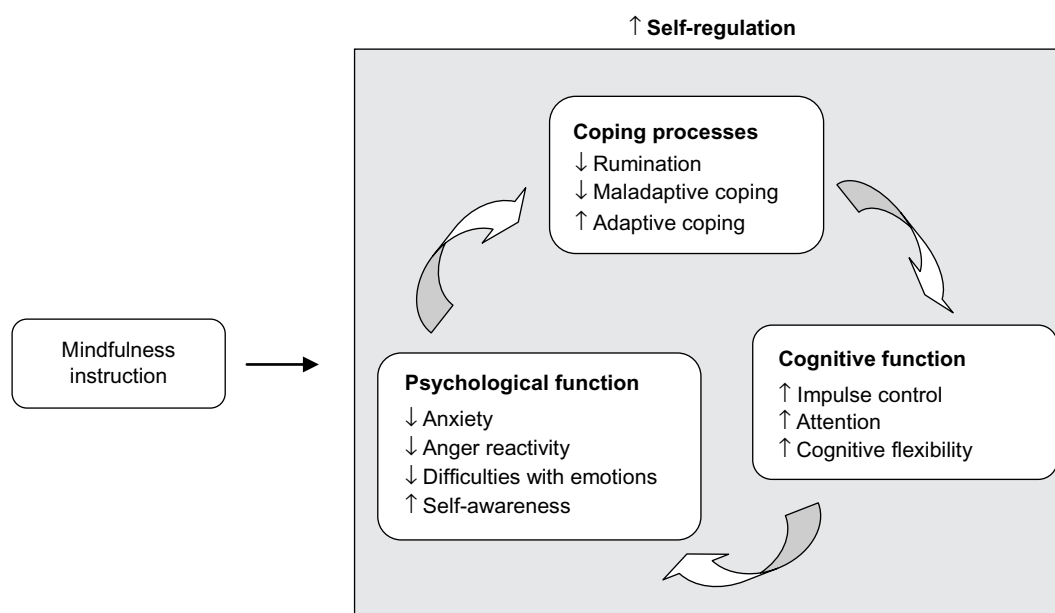 ↑ Self-regulation
Coping processes
↓ Rumination
↓ Maladaptive coping
↑ Adaptive coping
Mindfulness
instruction
Psychological function
↓ Anxiety
↓ Anger reactivity
↓ Difficulties with emotions
↑ Self-awareness
Cognitive function
↑ Impulse control
↑ Attention
↑ Cognitive flexibility